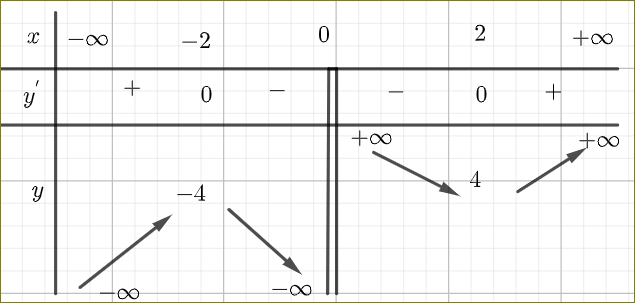 x −∞ −2 0 2 +∞
y′ + 0 − − 0 +
+∞ +∞
y −4 4
−∞ −∞